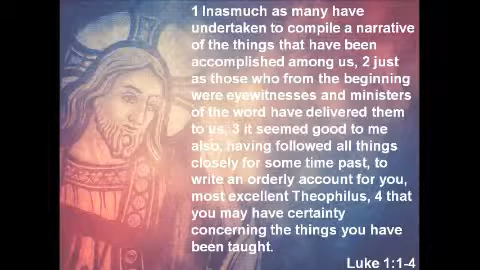 1 Inasmuch as many have
undertaken to compile a narrative
of the things that have been
accomplished among us, 2 just
as those who from the beginning
were eyewitnesses and ministers
of the word have delivered them
to us, 3 it seemed good to me
also, having followed all things
closely for some time past, to
write an orderly account for you,
most excellent Theophilus, 4 that
you may have certainty
concerning the things you have
been taught.
Luke 1:1-4